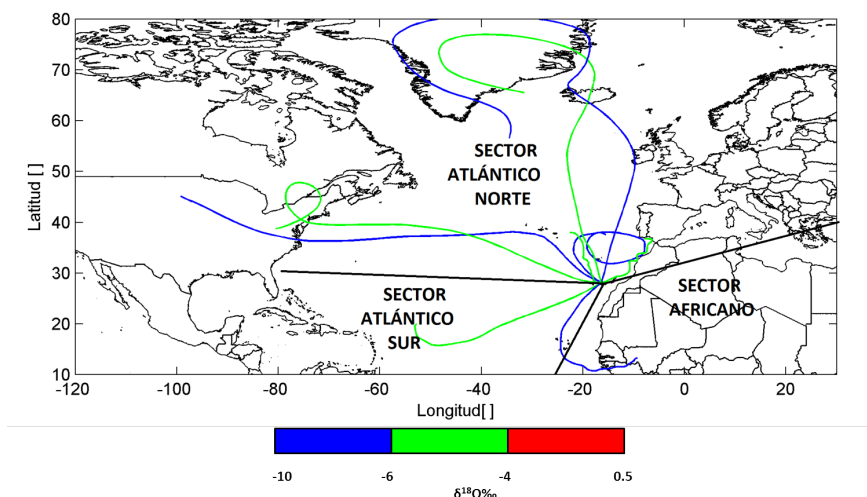 80
70
60
50
40
30
20
10
Latitud [ ]
SECTOR
ATLÁNTICO
NORTE
SECTOR
ATLÁNTICO
SUR
SECTOR
AFRICANO
-120 -100 -80 -60 -40 -20 0 20
Longitud[ ]
-10 -6 -4 0.5
δ¹⁸O‰